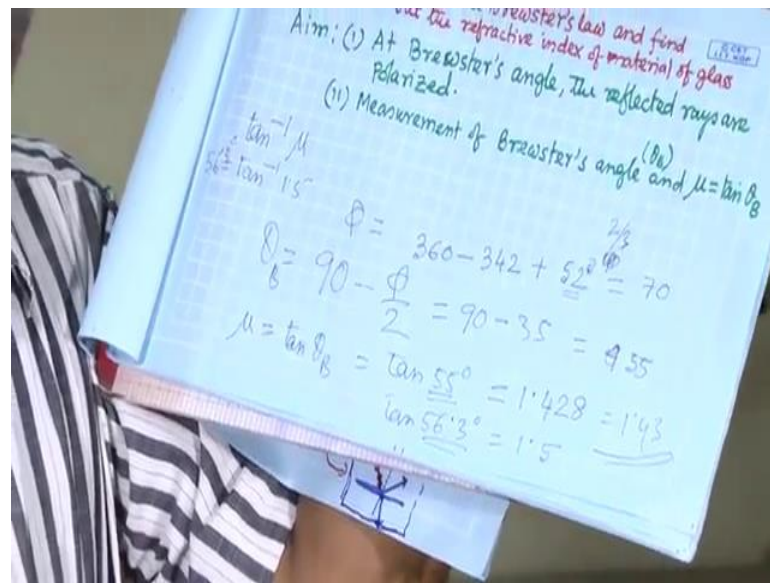 Brewster's law and find
out the refractive index of material of glass
Aim: (i) At Brewster's angle, The reflected rays are
Polarized.
(ii) Measurement of Brewster's angle (θB) and μ = tan θB
tan⁻¹ μ
56.3° = tan⁻¹ 1.5
φ = 360 - 342 + 52° = 70
θB = 90 - φ/2 = 90 - 35 = 55
μ = tan θB = tan 55° = 1.428 = 1.43
tan 56.3° = 1.5